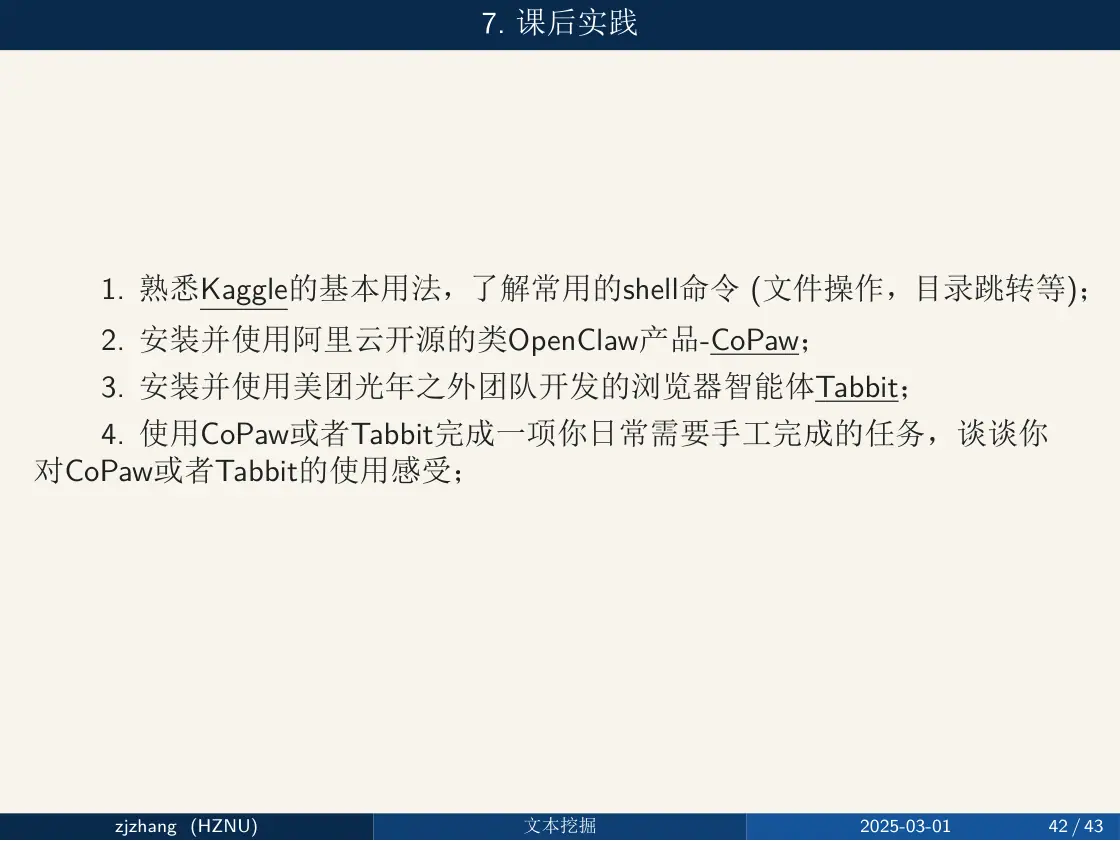 7. 课后实践
1. 熟悉Kaggle的基本用法，了解常用的shell命令 (文件操作，目录跳转等)；
2. 安装并使用阿里云开源的类OpenClaw产品-CoPaw；
3. 安装并使用美团光年之外团队开发的浏览器智能体Tabbit；
4. 使用CoPaw或者Tabbit完成一项你日常需要手工完成的任务，谈谈你
对CoPaw或者Tabbit的使用感受；
zjzhang (HZNU) 文本挖掘 2025-03-01 42 / 43